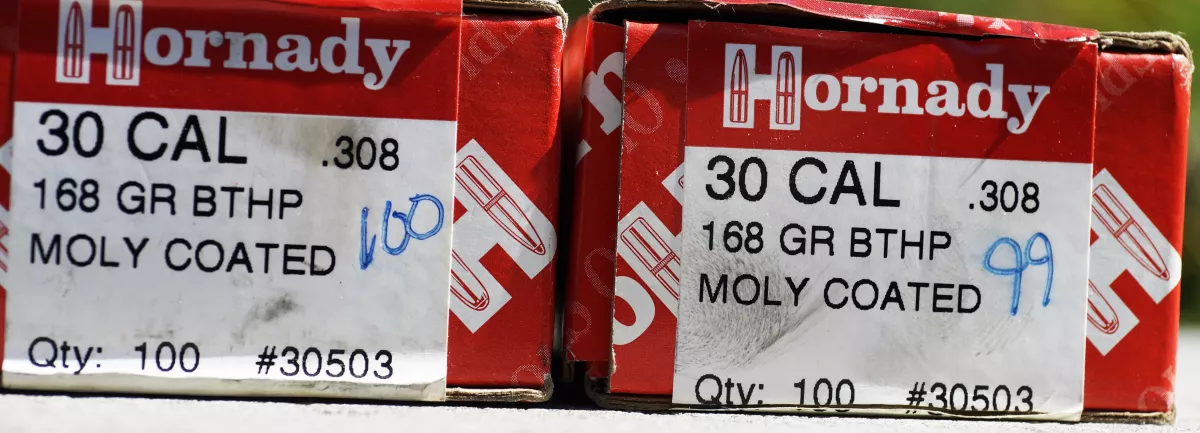 Hornady
30 CAL .308
168 GR BTHP
100
MOLY COATED
Qty: 100 #30503
Hornady
30 CAL .308
168 GR BTHP
99
MOLY COATED
Qty: 100 #30503